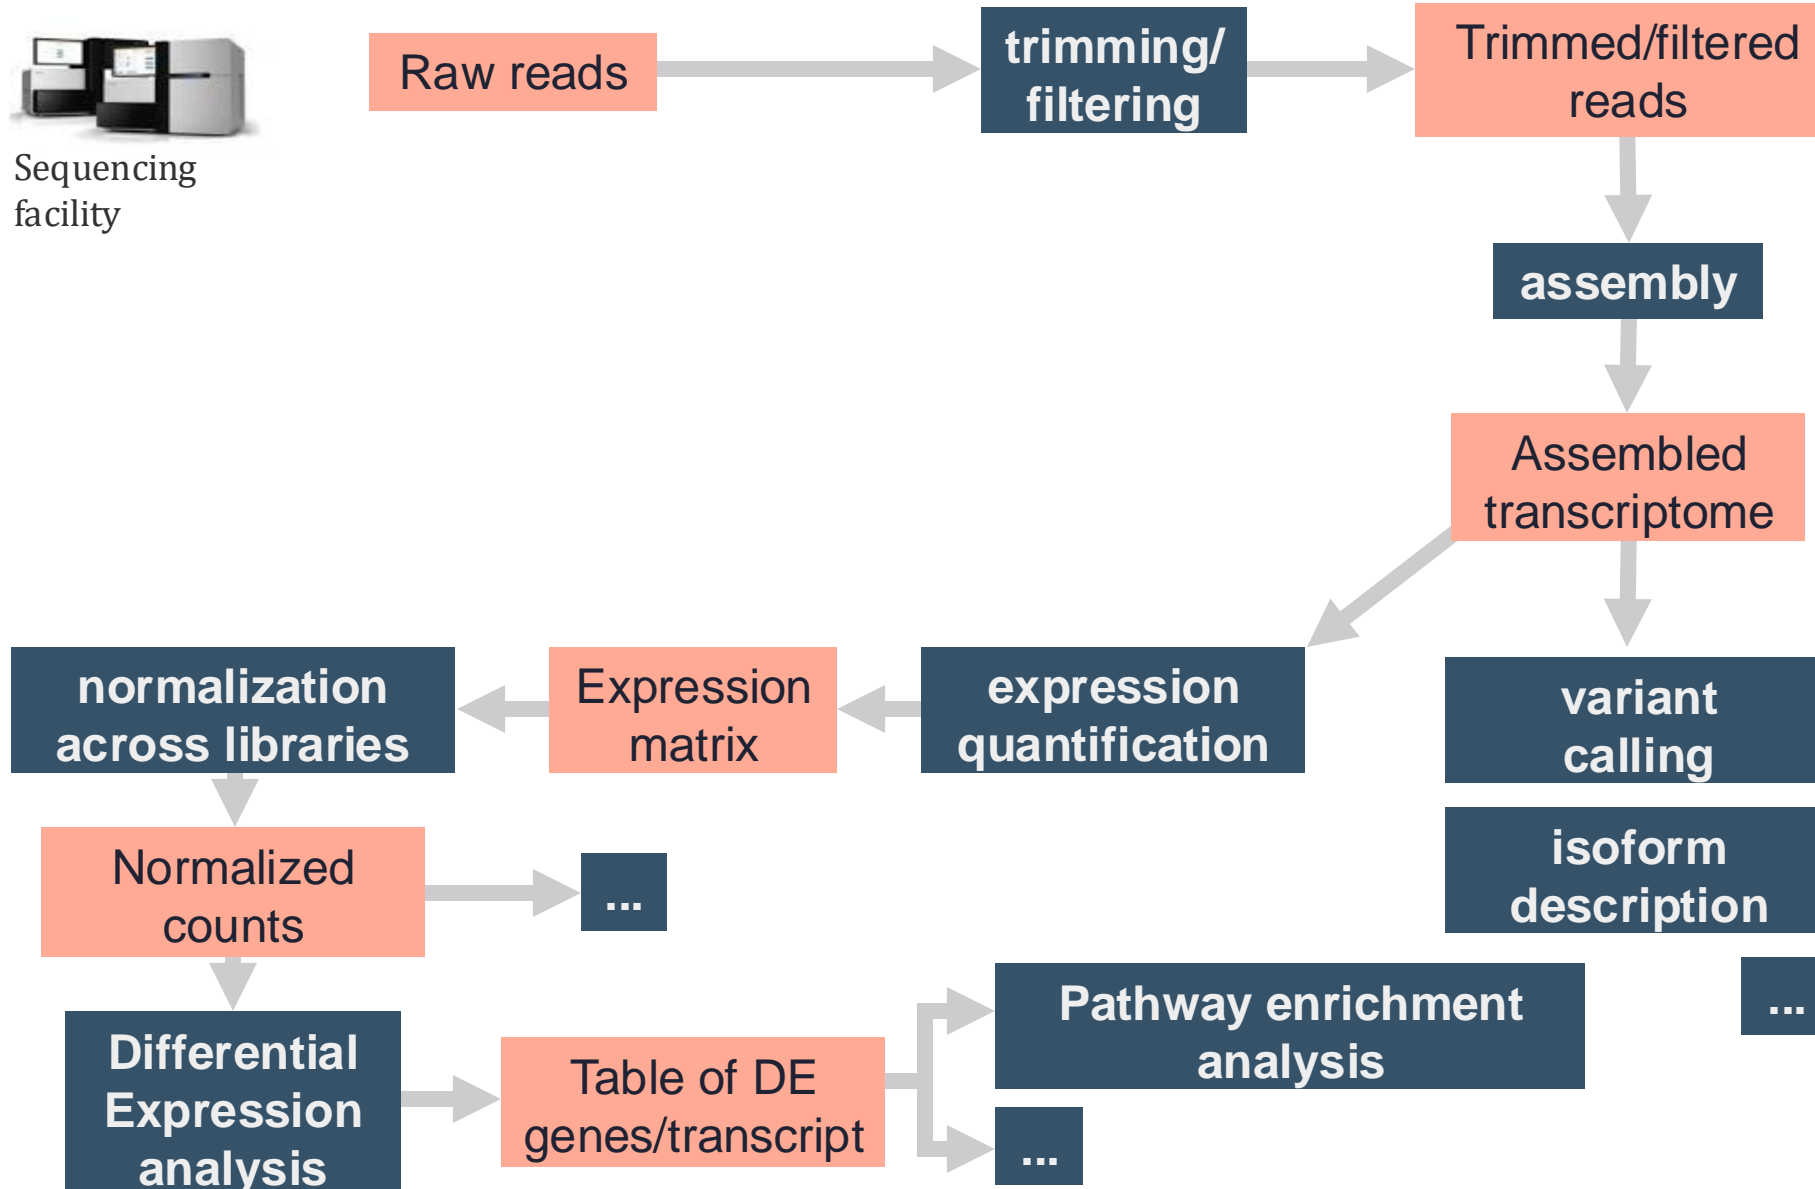 Sequencing
facility
Raw reads
trimming/
filtering
Trimmed/filtered
reads
assembly
Assembled
transcriptome
expression
quantification
Expression
matrix
normalization
across libraries
variant
calling
isoform
description
...
Normalized
counts
...
Differential
Expression
analysis
Table of DE
genes/transcript
Pathway enrichment
analysis
...